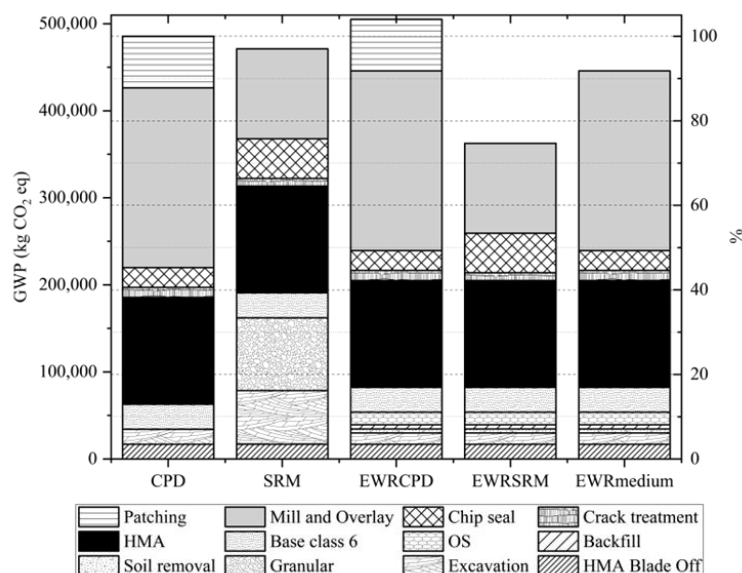 500,000
400,000
300,000
200,000
100,000
0
GWP (kg CO₂ eq)
100
80
60
40
20
0
%
CPD SRM EWRCPD EWRSRM EWRmedium
Patching Mill and Overlay Chip seal Crack treatment
HMA Base class 6 OS Backfill
Soil removal Granular Excavation HMA Blade Off